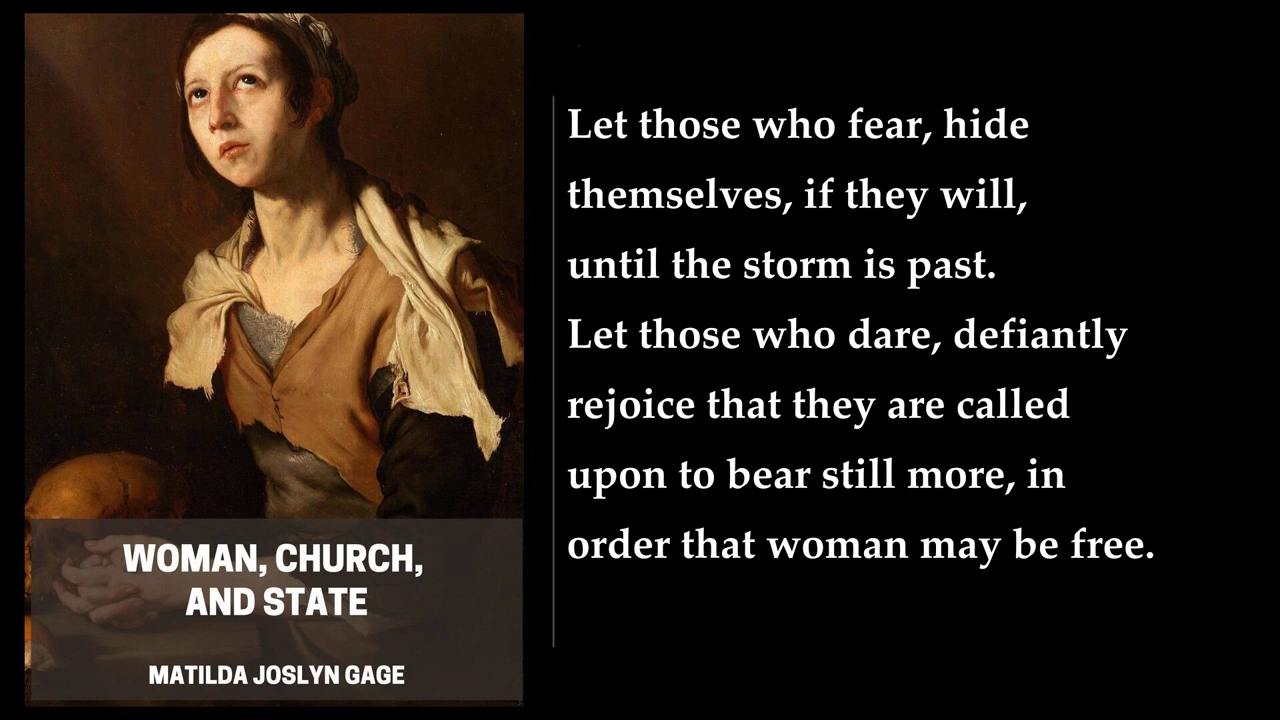 WOMAN, CHURCH,
AND STATE
MATILDA JOSLYN GAGE
Let those who fear, hide
themselves, if they will,
until the storm is past.
Let those who dare, defiantly
rejoice that they are called
upon to bear still more, in
order that woman may be free.